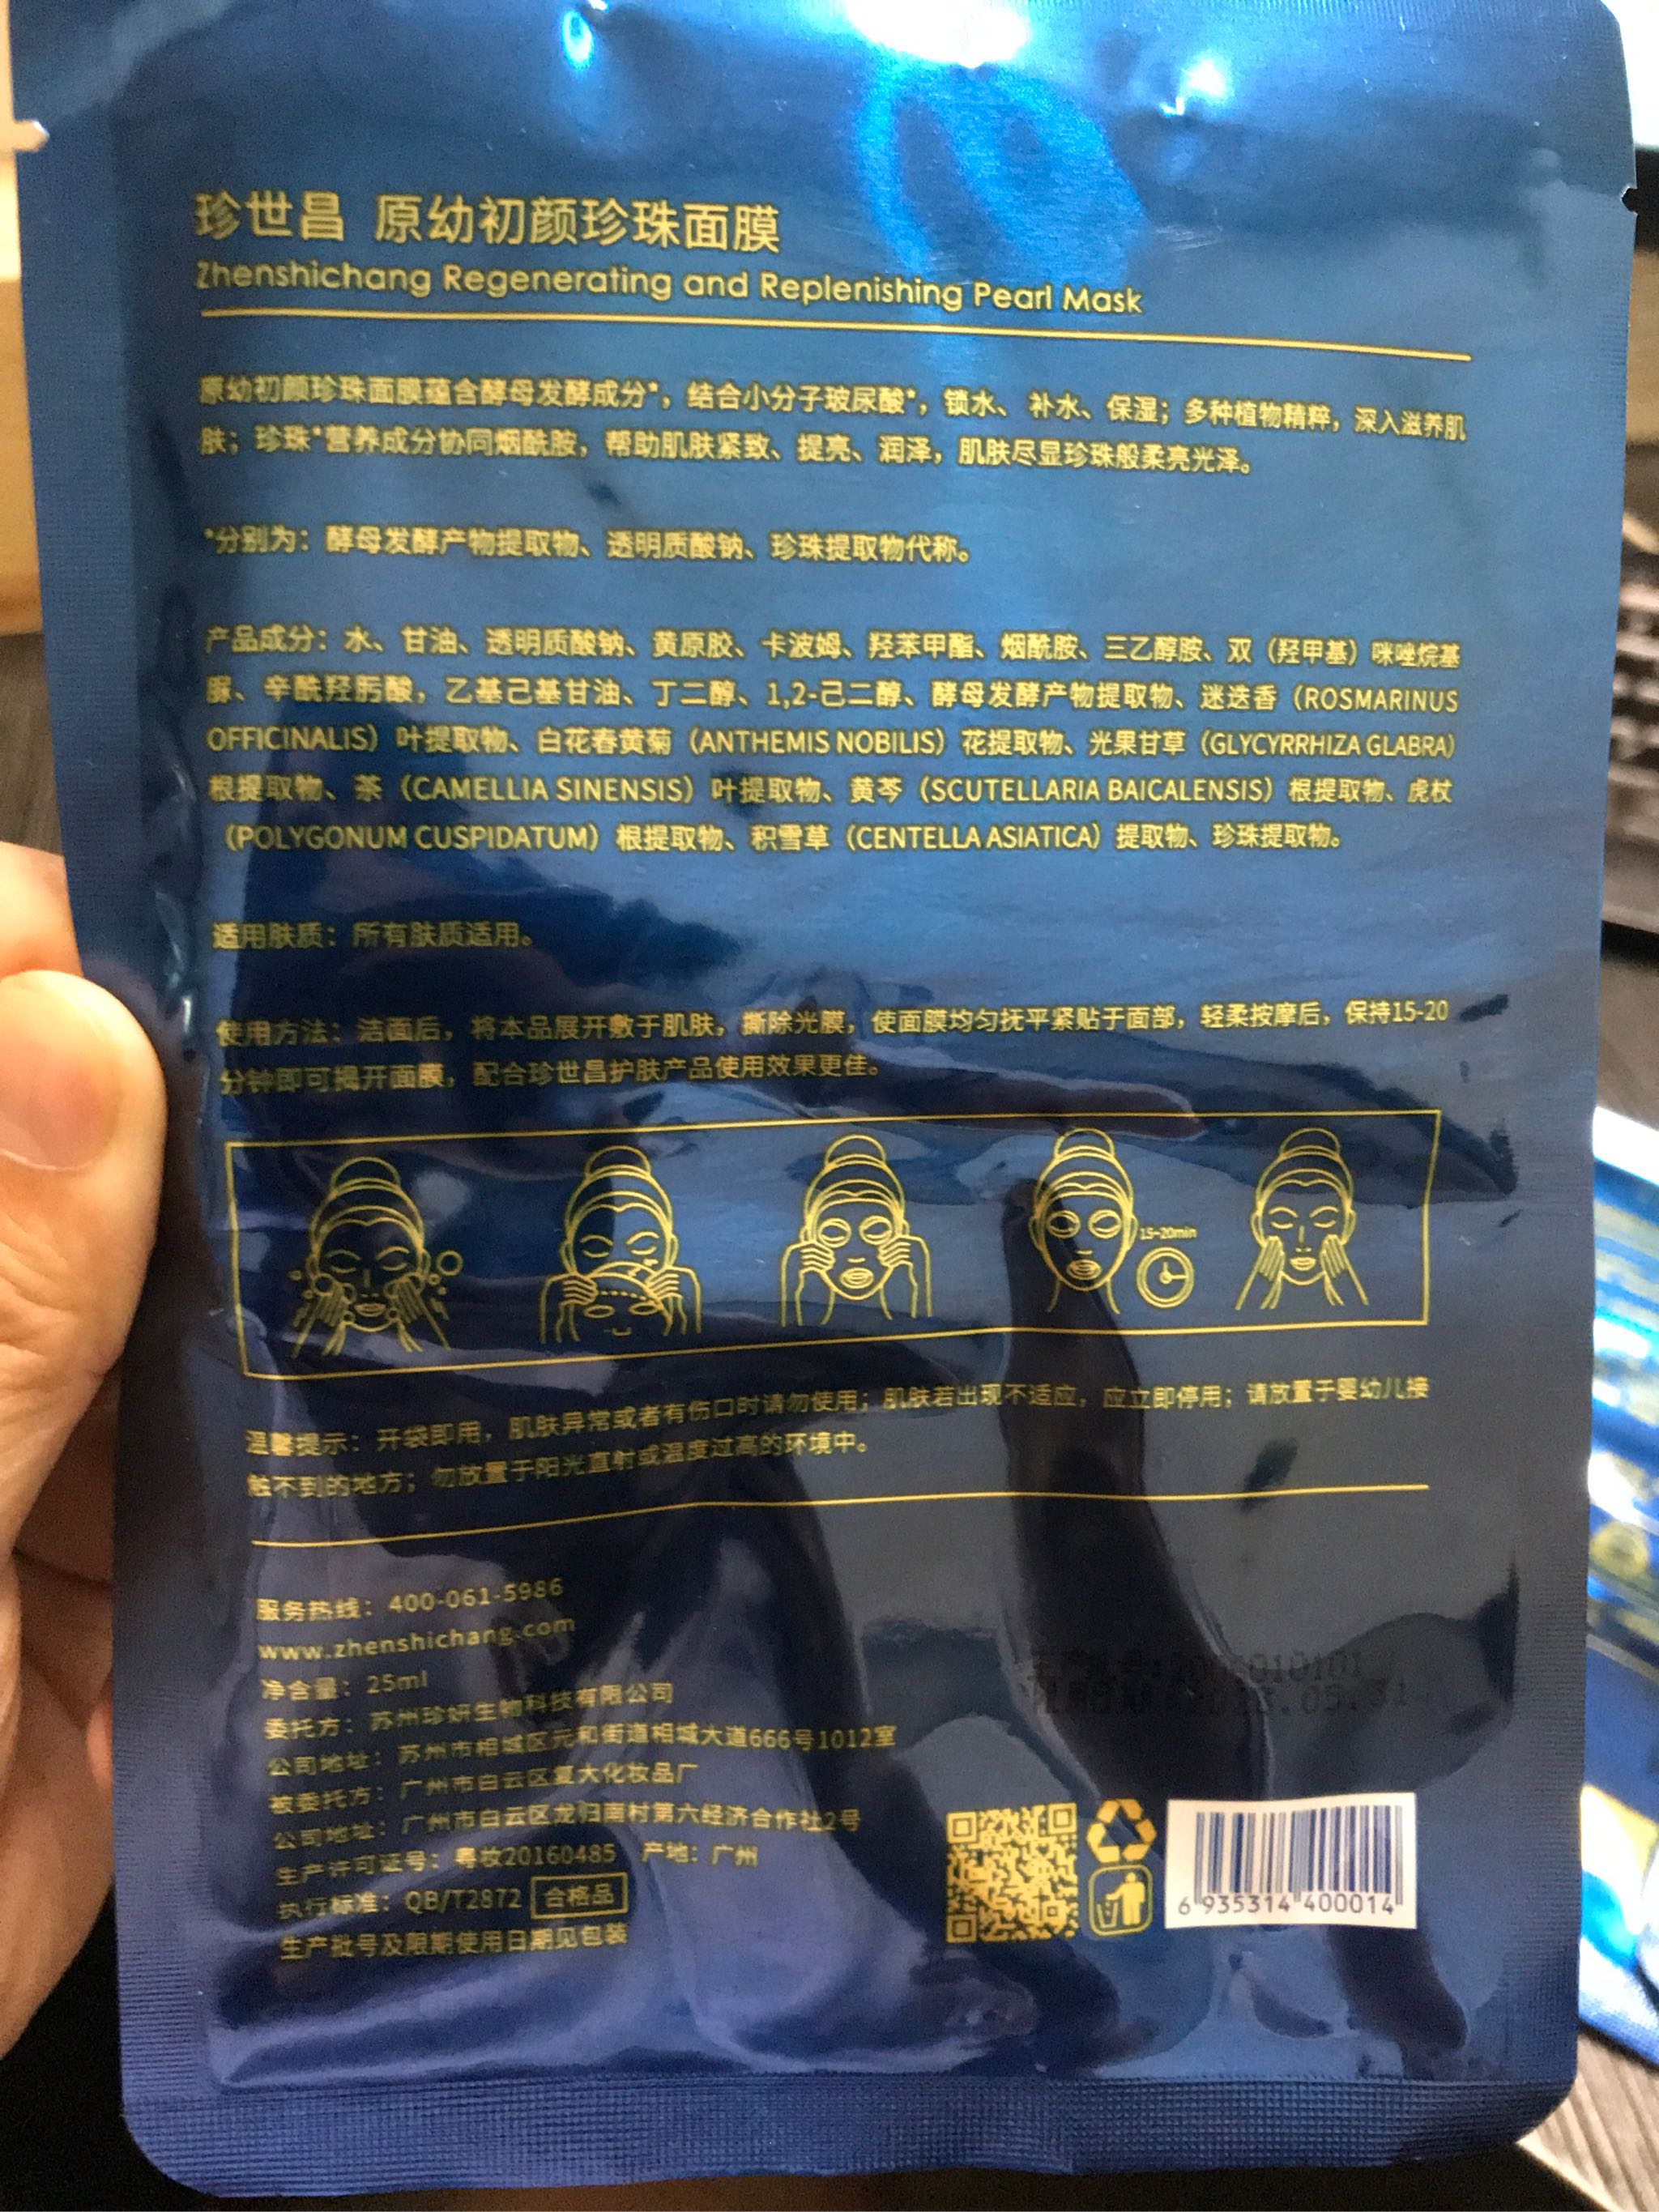 珍世昌 原幼初颜珍珠面膜
Zhenshichang Regenerating and Replenishing Pearl Mask
原幼初颜珍珠面膜蕴含酵母发酵成分*，结合小分子玻尿酸*，锁水、补水、保湿；多种植物精粹，深入滋养肌
肤；珍珠*营养成分协同烟酰胺，帮助肌肤紧致、提亮、润泽，肌肤尽显珍珠般柔亮光泽。
*分别为：酵母发酵产物提取物、透明质酸钠、珍珠提取物代称。
产品成分：水、甘油、透明质酸钠、黄原胶、卡波姆、羟苯甲酯、烟酰胺、三乙醇胺、双（羟甲基）咪唑烷基
脲、辛酰羟肟酸，乙基己基甘油、丁二醇、1,2-己二醇、酵母发酵产物提取物、迷迭香（ROSMARINUS
OFFICINALIS）叶提取物、白花春黄菊（ANTHEMIS NOBILIS）花提取物、光果甘草（GLYCYRRHIZA GLABRA）
根提取物、茶（CAMELLIA SINENSIS）叶提取物、黄芩（SCUTELLARIA BAICALENSIS）根提取物、虎杖
（POLYGONUM CUSPIDATUM）根提取物、积雪草（CENTELLA ASIATICA）提取物、珍珠提取物。
适用肤质：所有肤质适用。
使用方法：洁面后，将本品展开敷于肌肤，撕除光膜，使面膜均匀抚平紧贴于面部，轻柔按摩后，保持15-20
分钟即可揭开面膜，配合珍世昌护肤产品使用效果更佳。
15-20min
温馨提示：开袋即用，肌肤异常或者有伤口时请勿使用；肌肤若出现不适应，应立即停用；请放置于婴幼儿接
触不到的地方；勿放置于阳光直射或温度过高的环境中。
服务热线：400-061-5986
www.zhenshichang.com
净含量：25ml
委托方：苏州珍妍生物科技有限公司
公司地址：苏州市相城区元和街道相城大道666号1012室
被委托方：广州市白云区夏大化妆品厂
公司地址：广州市白云区龙归南村第六经济合作社2号
生产许可证号：粤妆20160485 产地：广州
执行标准：QB/T2872 合格品
生产批号及限期使用日期见包装
6 935314 400014